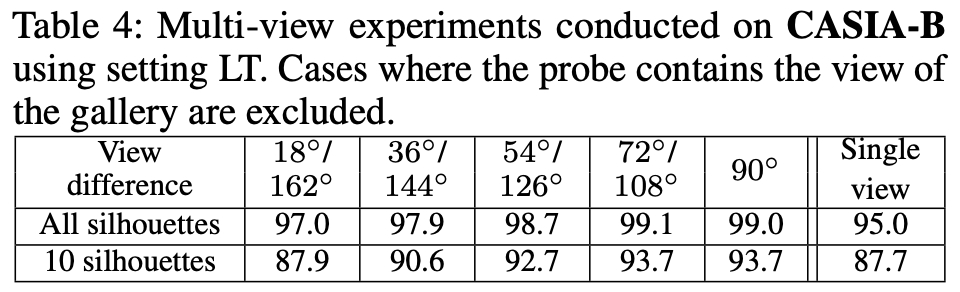 Table 4: Multi-view experiments conducted on CASIA-B
using setting LT. Cases where the probe contains the view of
the gallery are excluded.
View difference 18°/162° 36°/144° 54°/126° 72°/108° 90° Single view
All silhouettes 97.0 97.9 98.7 99.1 99.0 95.0
10 silhouettes 87.9 90.6 92.7 93.7 93.7 87.7